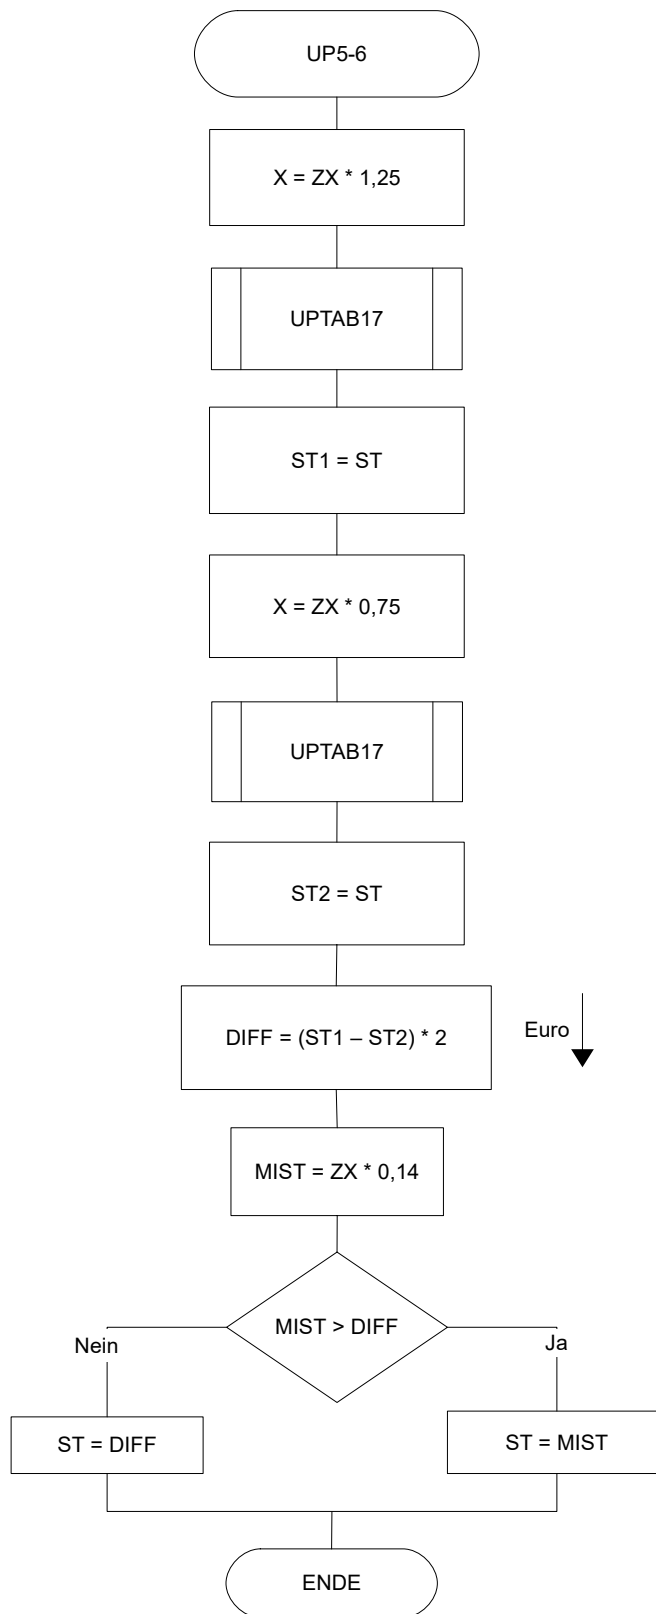 UP5-6
X = ZX * 1,25
UPTAB17
ST1 = ST
X = ZX * 0,75
UPTAB17
ST2 = ST
DIFF = (ST1 – ST2) * 2
Euro
MIST = ZX * 0,14
MIST > DIFF
Nein
Ja
ST = DIFF
ST = MIST
ENDE